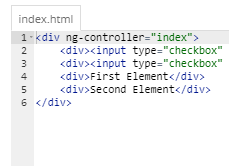 index.html
1 <div ng-controller="index">
2 <div><input type="checkbox"
3 <div><input type="checkbox"
4 <div>First Element</div>
5 <div>Second Element</div>
6 </div>